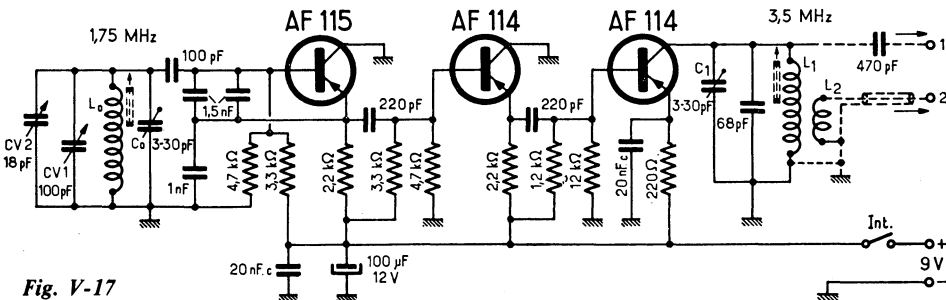 AF 115
AF 114
AF 114
3,5 MHz
1,75 MHz
100 pF
1
470 pF
L₀
1,5 nF
220 pF
220 pF
C1
3-30pF
L1
L2
2
68pF
CV2
18 pF
CV1
100pF
C₀
3-30 pF
1nF
4,7 kΩ
3,3 kΩ
2,2 kΩ
3,3 kΩ
4,7 kΩ
2,2 kΩ
1,2 kΩ
12 kΩ
20nF.c
220Ω
Int.
+
9 V
-
20 nF.c
100 µF
12 V
Fig. V-17